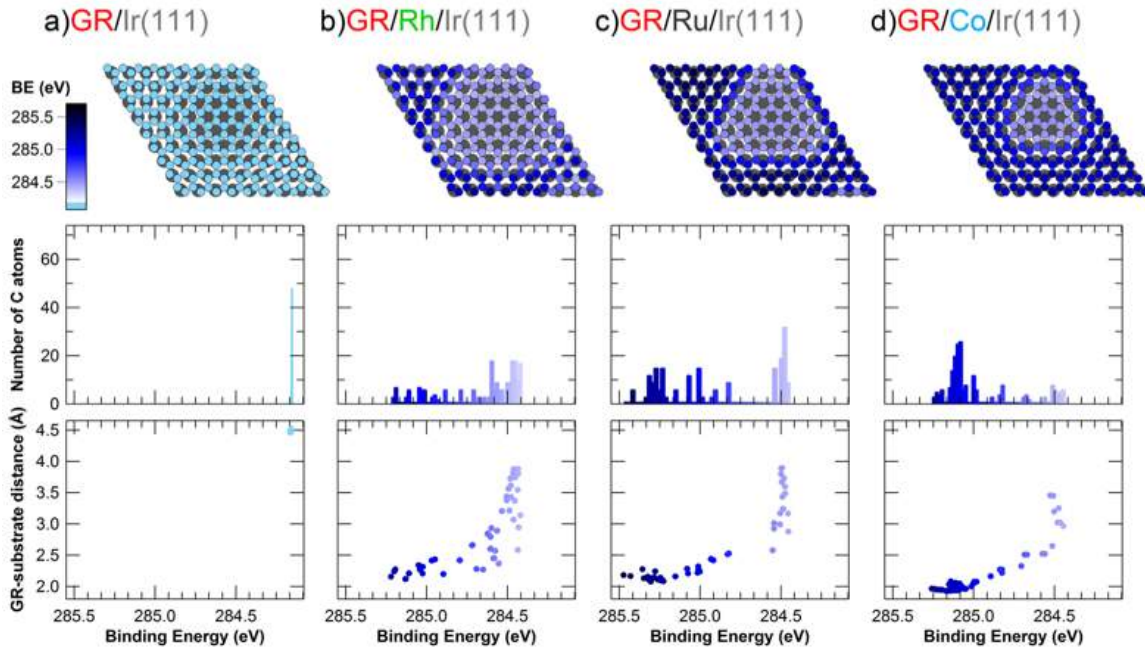 a)GR/Ir(111) b)GR/Rh/Ir(111) c)GR/Ru/Ir(111) d)GR/Co/Ir(111)
BE (eV)
285.5
285.0
284.5
Number of C atoms
60
40
20
0
GR-substrate distance (Å)
4.5
4.0
3.5
3.0
2.5
2.0
285.5 285.0 284.5 285.5 285.0 284.5 285.5 285.0 284.5 285.5 285.0 284.5
Binding Energy (eV) Binding Energy (eV) Binding Energy (eV) Binding Energy (eV)